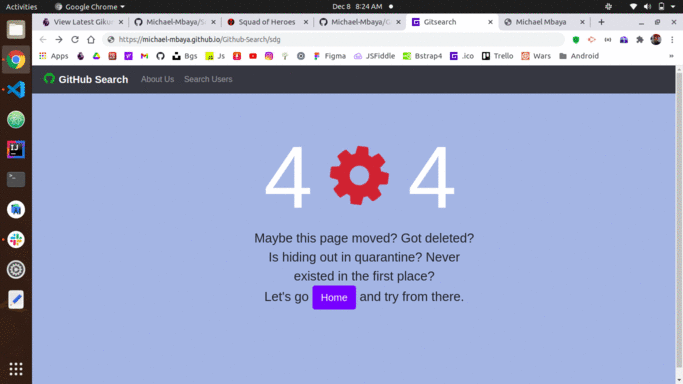 Activities
Google Chrome
Dec 8 8:24 AM
View Latest Giku
Michael-Mbaya/S
Squad of Heroes
Michael-Mbaya/G
Gitsearch
Michael Mbaya
https://michael-mbaya.github.io/Github-Search/sdg
Apps
Bgs
Js
Figma
JSFiddle
Bstrap4
.ico
Trello
Wars
Android
»
GitHub Search
About Us
Search Users
4 4
Maybe this page moved? Got deleted?
Is hiding out in quarantine? Never
existed in the first place?
Let's go Home and try from there.